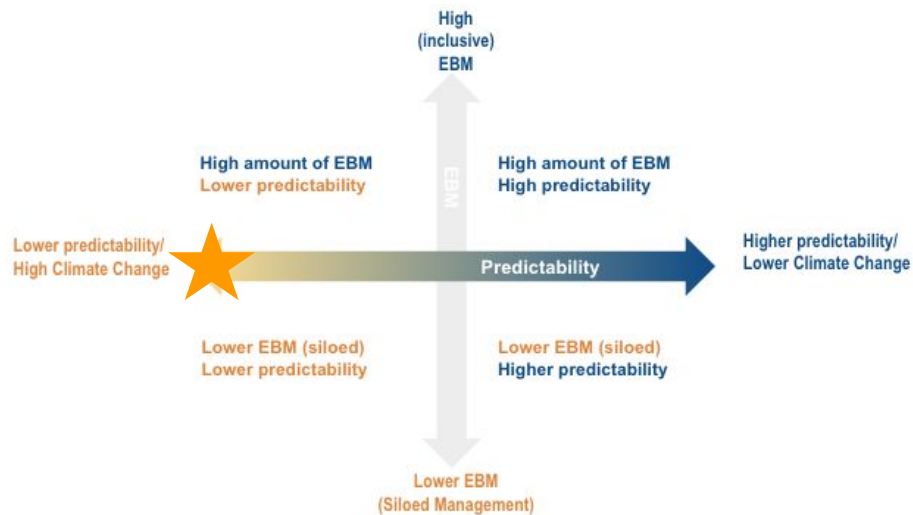 High
(inclusive)
EBM
High amount of EBM
Lower predictability
EBM
High amount of EBM
High predictability
Lower predictability/
High Climate Change
Predictability
Higher predictability/
Lower Climate Change
Lower EBM (siloed)
Lower predictability
Lower EBM (siloed)
Higher predictability
Lower EBM
(Siloed Management)